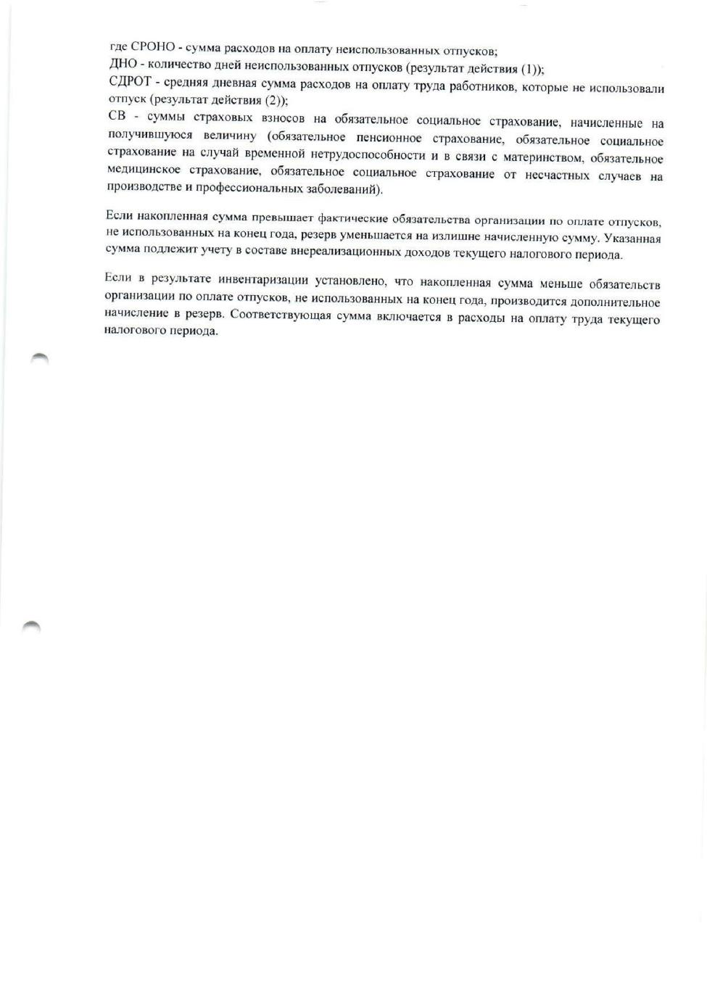 где СРОНО - сумма расходов на оплату неиспользованных отпусков;
ДНО - количество дней неиспользованных отпусков (результат действия (1));
СДРОТ - средняя дневная сумма расходов на оплату труда работников, которые не использовали
отпуск (результат действия (2));
СВ - суммы страховых взносов на обязательное социальное страхование, начисленные на
получившуюся величину (обязательное пенсионное страхование, обязательное социальное
страхование на случай временной нетрудоспособности и в связи с материнством, обязательное
медицинское страхование, обязательное социальное страхование от несчастных случаев на
производстве и профессиональных заболеваний).
Если накопленная сумма превышает фактические обязательства организации по оплате отпусков,
не использованных на конец года, резерв уменьшается на излишне начисленную сумму. Указанная
сумма подлежит учету в составе внереализационных доходов текущего налогового периода.
Если в результате инвентаризации установлено, что накопленная сумма меньше обязательств
организации по оплате отпусков, не использованных на конец года, производится дополнительное
начисление в резерв. Соответствующая сумма включается в расходы на оплату труда текущего
налогового периода.